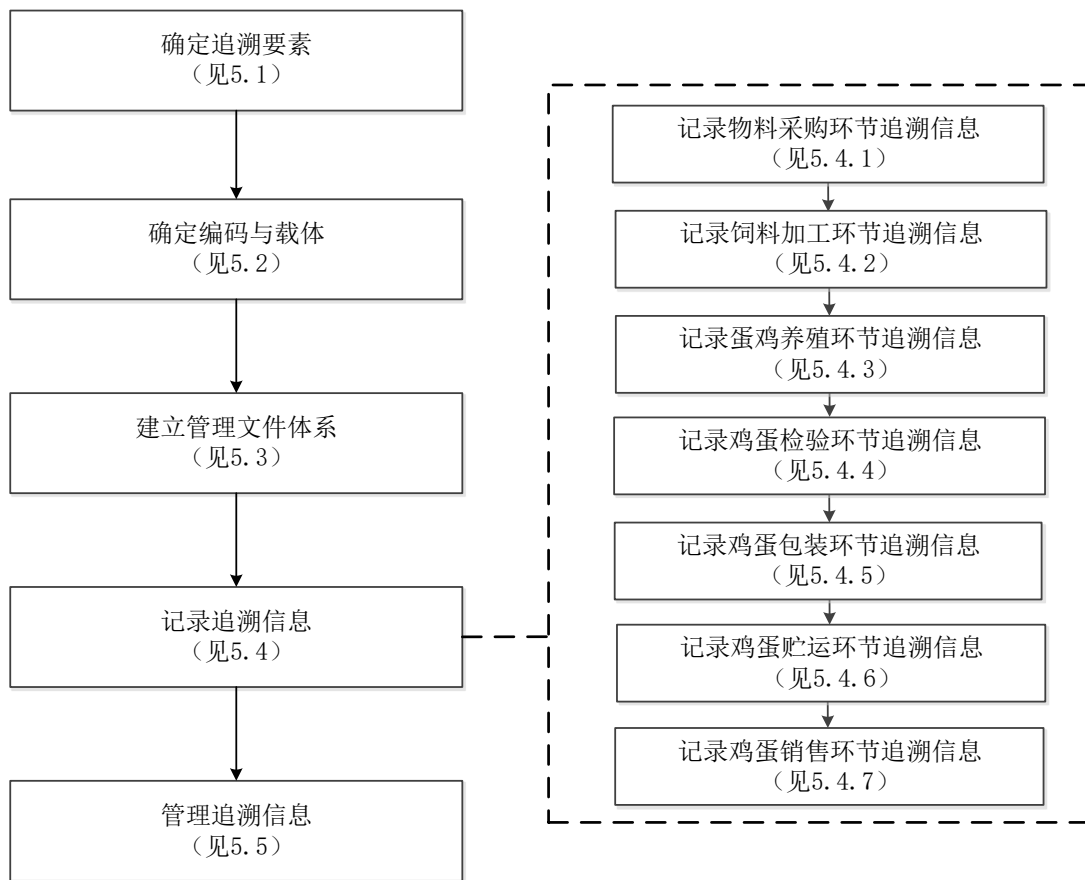 确定追溯要素
（见5.1）
确定编码与载体
（见5.2）
建立管理文件体系
（见5.3）
记录追溯信息
（见5.4）
管理追溯信息
（见5.5）
记录物料采购环节追溯信息
（见5.4.1）
记录饲料加工环节追溯信息
（见5.4.2）
记录蛋鸡养殖环节追溯信息
（见5.4.3）
记录鸡蛋检验环节追溯信息
（见5.4.4）
记录鸡蛋包装环节追溯信息
（见5.4.5）
记录鸡蛋贮运环节追溯信息
（见5.4.6）
记录鸡蛋销售环节追溯信息
（见5.4.7）